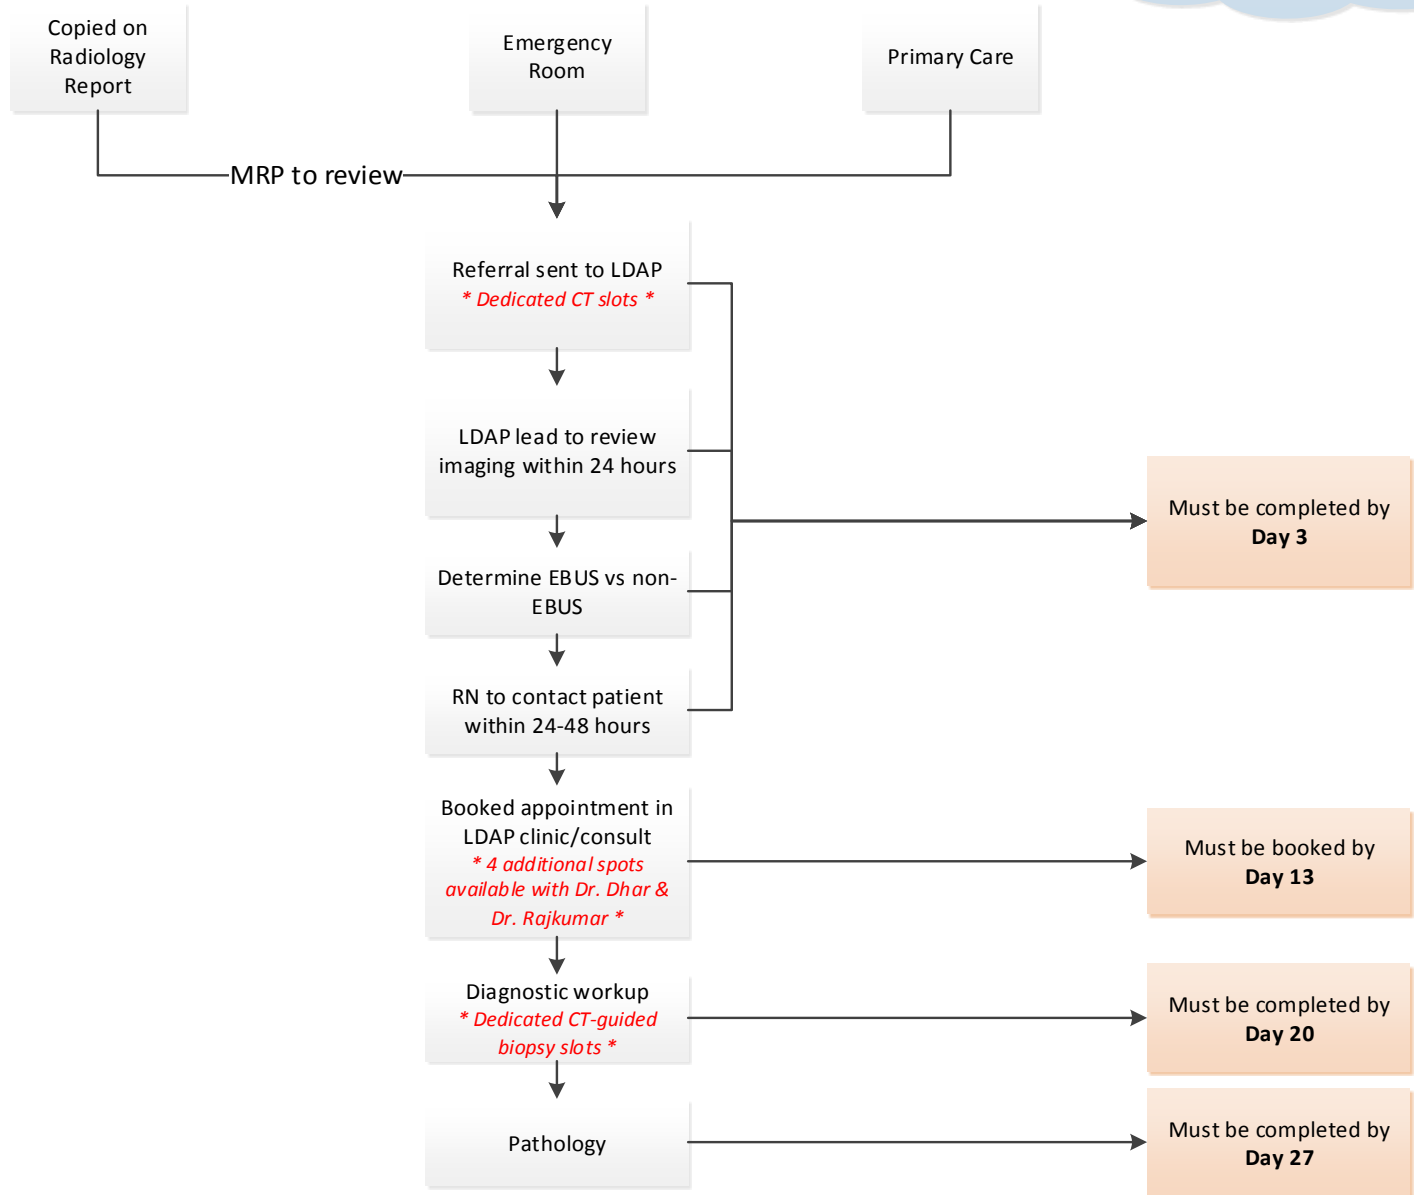 Copied on
Radiology
Report
Emergency
Room
Primary Care
MRP to review
Referral sent to LDAP
* Dedicated CT slots *
LDAP lead to review
imaging within 24 hours
Must be completed by
Day 3
Determine EBUS vs non-
EBUS
RN to contact patient
within 24-48 hours
Booked appointment in
LDAP clinic/consult
* 4 additional spots
available with Dr. Dhar &
Dr. Rajkumar *
Must be booked by
Day 13
Diagnostic workup
* Dedicated CT-guided
biopsy slots *
Must be completed by
Day 20
Pathology
Must be completed by
Day 27